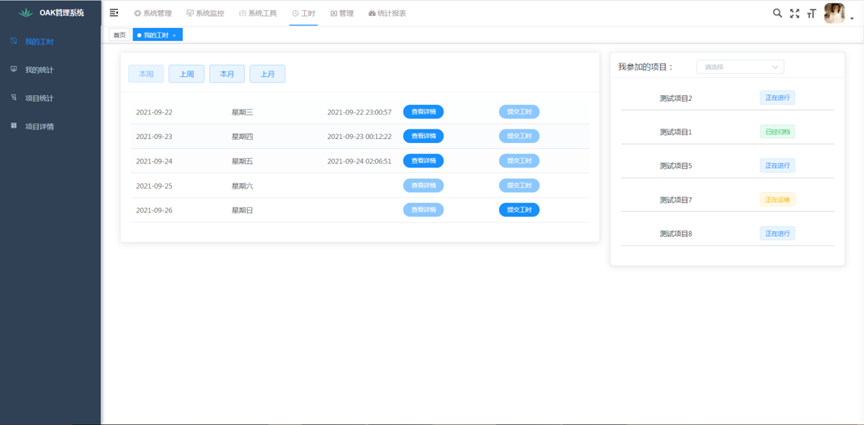 OAK管理系统
系统管理 系统监控 系统工具 工时 管理 统计报表
首页 我的工时 ×
我的工时
我的统计
项目统计
项目详情
本周 上周 本月 上月
2021-09-22 星期三 2021-09-22 23:00:57 查看详情 提交工时
2021-09-23 星期四 2021-09-23 00:12:22 查看详情 提交工时
2021-09-24 星期五 2021-09-24 02:06:51 查看详情 提交工时
2021-09-25 星期六 查看详情 提交工时
2021-09-26 星期日 查看详情 提交工时
我参加的项目： 请选择
测试项目2 正在进行
测试项目1 已经归档
测试项目5 正在进行
测试项目7 正在运维
测试项目8 正在进行